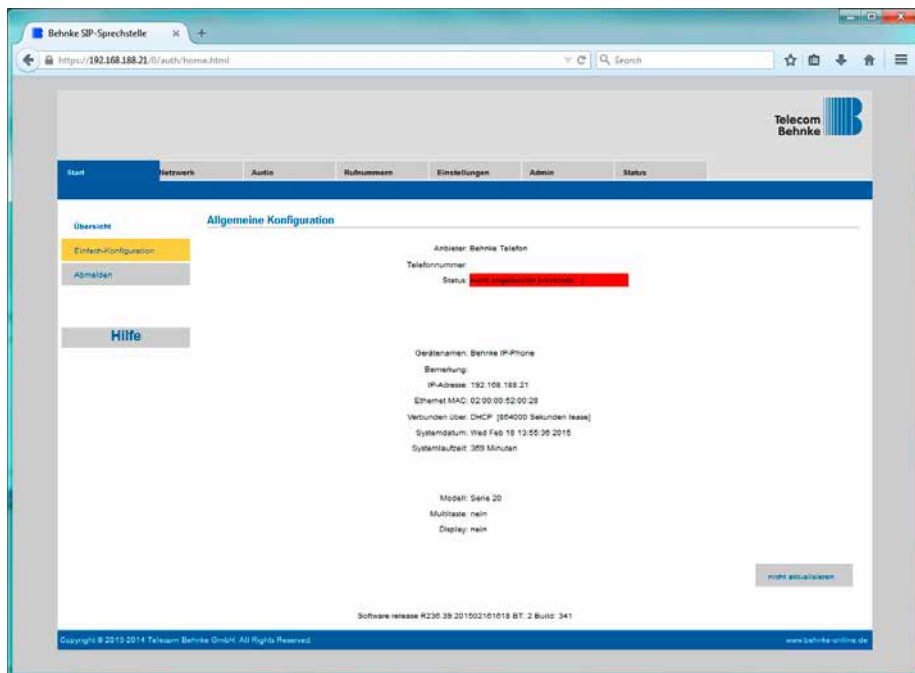 Behnke SIP-Sprechstelle
https://192.168.188.21/0/auth/home.html
Search
Telecom
Behnke
Start Netzwerk Audio Rufnummern Einstellungen Admin Status
Übersicht
Einfach-Konfiguration
Abmelden
Hilfe
Allgemeine Konfiguration
Anbieter: Behnke Telefon
Telefonnummer
Status: nicht angemeldet
Gerätenamen: Behnke IP-Phone
Bemerkung:
IP-Adresse: 192.168.188.21
Ethernet MAC: 02:00:00:52:00:28
Verbunden über: DHCP [864000 Sekunden lease]
Systemdatum: Wed Feb 18 13:55:36 2015
Systemlaufzeit: 369 Minuten
Modell: Serie 20
Multitaste: nein
Display: nein
nicht aktualisieren
Software release R236.39.201502161618 BT: 2 Build: 341
Copyright © 2013-2014 Telecom Behnke GmbH. All Rights Reserved.
www.behnke-online.de